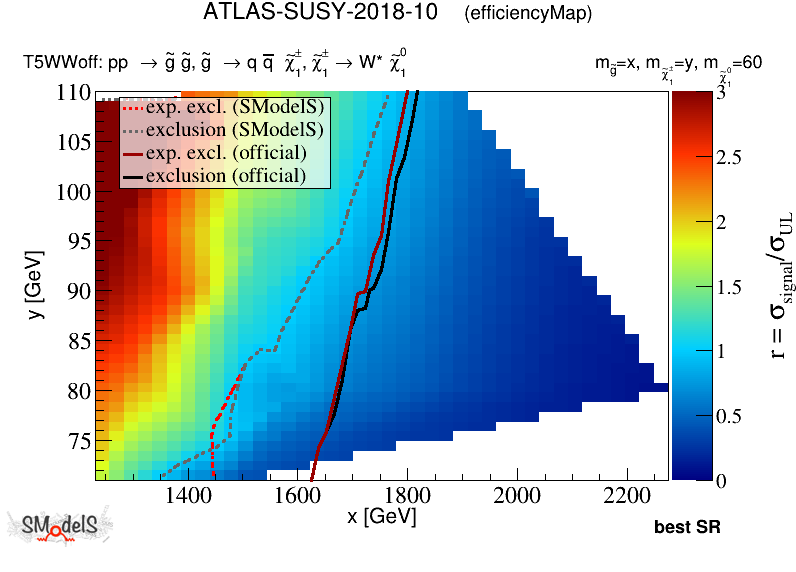 ATLAS-SUSY-2018-10 (efficiencyMap)
T5WWoff: pp → g̃ g̃, g̃ → q q̅ χ̃₁±, χ̃₁± → W* χ̃₁⁰ m_g̃=x, m_χ̃₁±=y, m_χ̃₁⁰=60
exp. excl. (SModelS)
exclusion (SModelS)
exp. excl. (official)
exclusion (official)
110
105
100
95
90
85
80
75
y [GeV]
1400 1600 1800 2000 2200
x [GeV]
3
2.5
2
1.5
1
0.5
0
r = σ_signal/σ_UL
SModelS
best SR